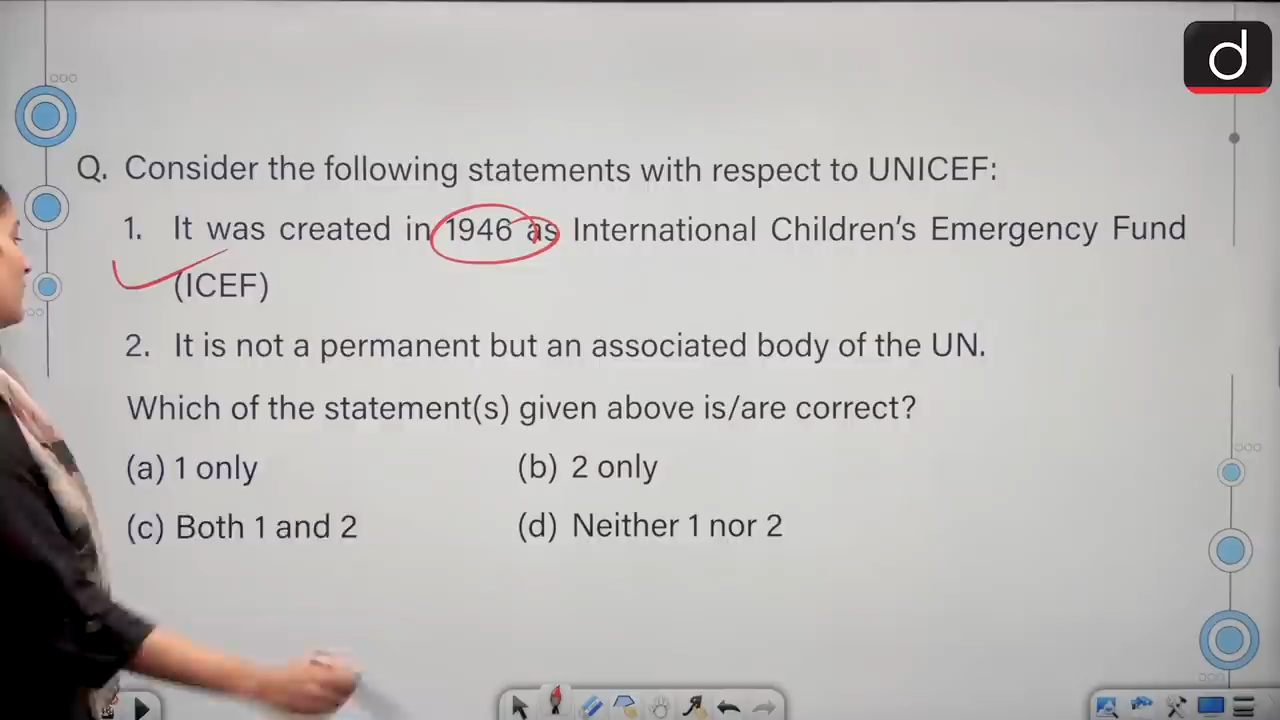 d
Q. Consider the following statements with respect to UNICEF:
1. It was created in 1946 as International Children's Emergency Fund
(ICEF)
2. It is not a permanent but an associated body of the UN.
Which of the statement(s) given above is/are correct?
(a) 1 only (b) 2 only
(c) Both 1 and 2 (d) Neither 1 nor 2